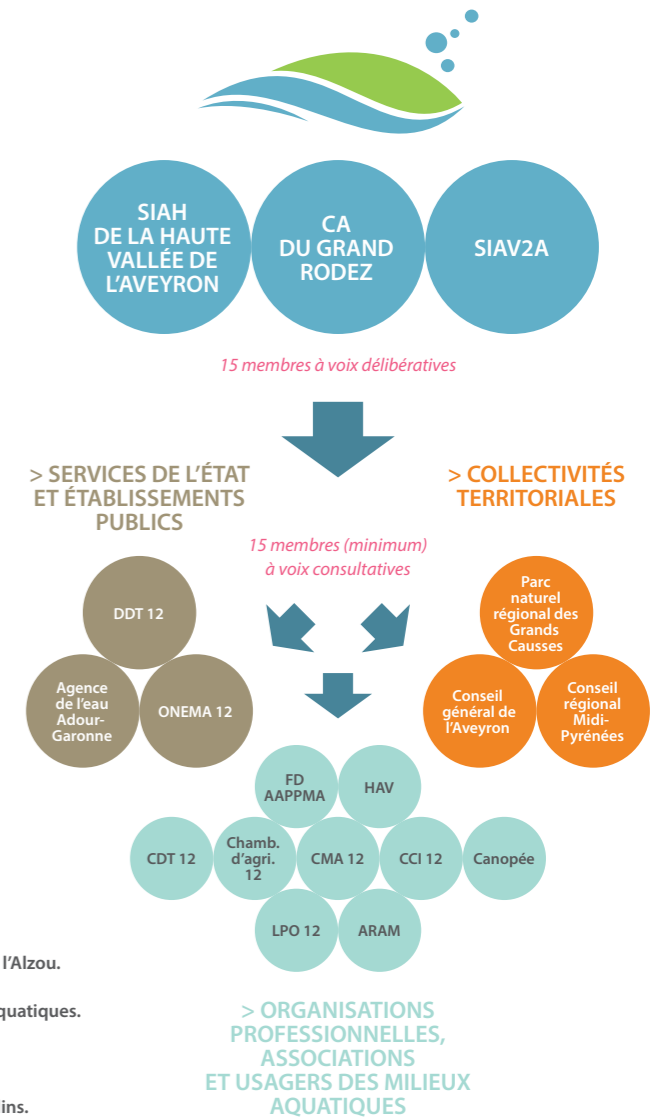 SIAH
DE LA HAUTE
VALLÉE DE
L'AVEYRON
CA
DU GRAND
RODEZ
SIAV2A
15 membres à voix délibératives
> SERVICES DE L'ÉTAT
ET ÉTABLISSEMENTS
PUBLICS
> COLLECTIVITÉS
TERRITORIALES
15 membres (minimum)
à voix consultatives
DDT 12
Agence
de l'eau
Adour-
Garonne
ONEMA 12
Parc
naturel
régional des
Grands
Causses
Conseil
général de
l'Aveyron
Conseil
régional
Midi-
Pyrénées
FD
AAPPMA
HAV
CDT 12
Chamb.
d'agri.
12
CMA 12
CCI 12
Canopée
LPO 12
ARAM
l'Alzou.
quatiques.
lins.
> ORGANISATIONS
PROFESSIONNELLES,
ASSOCIATIONS
ET USAGERS DES MILIEUX
AQUATIQUES